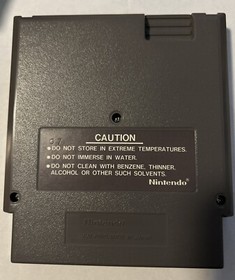 CAUTION
•DO NOT STORE IN EXTREME TEMPERATURES.
•DO NOT IMMERSE IN WATER.
•DO NOT CLEAN WITH BENZENE, THINNER,
ALCOHOL OR OTHER SUCH SOLVENTS.
Nintendo®